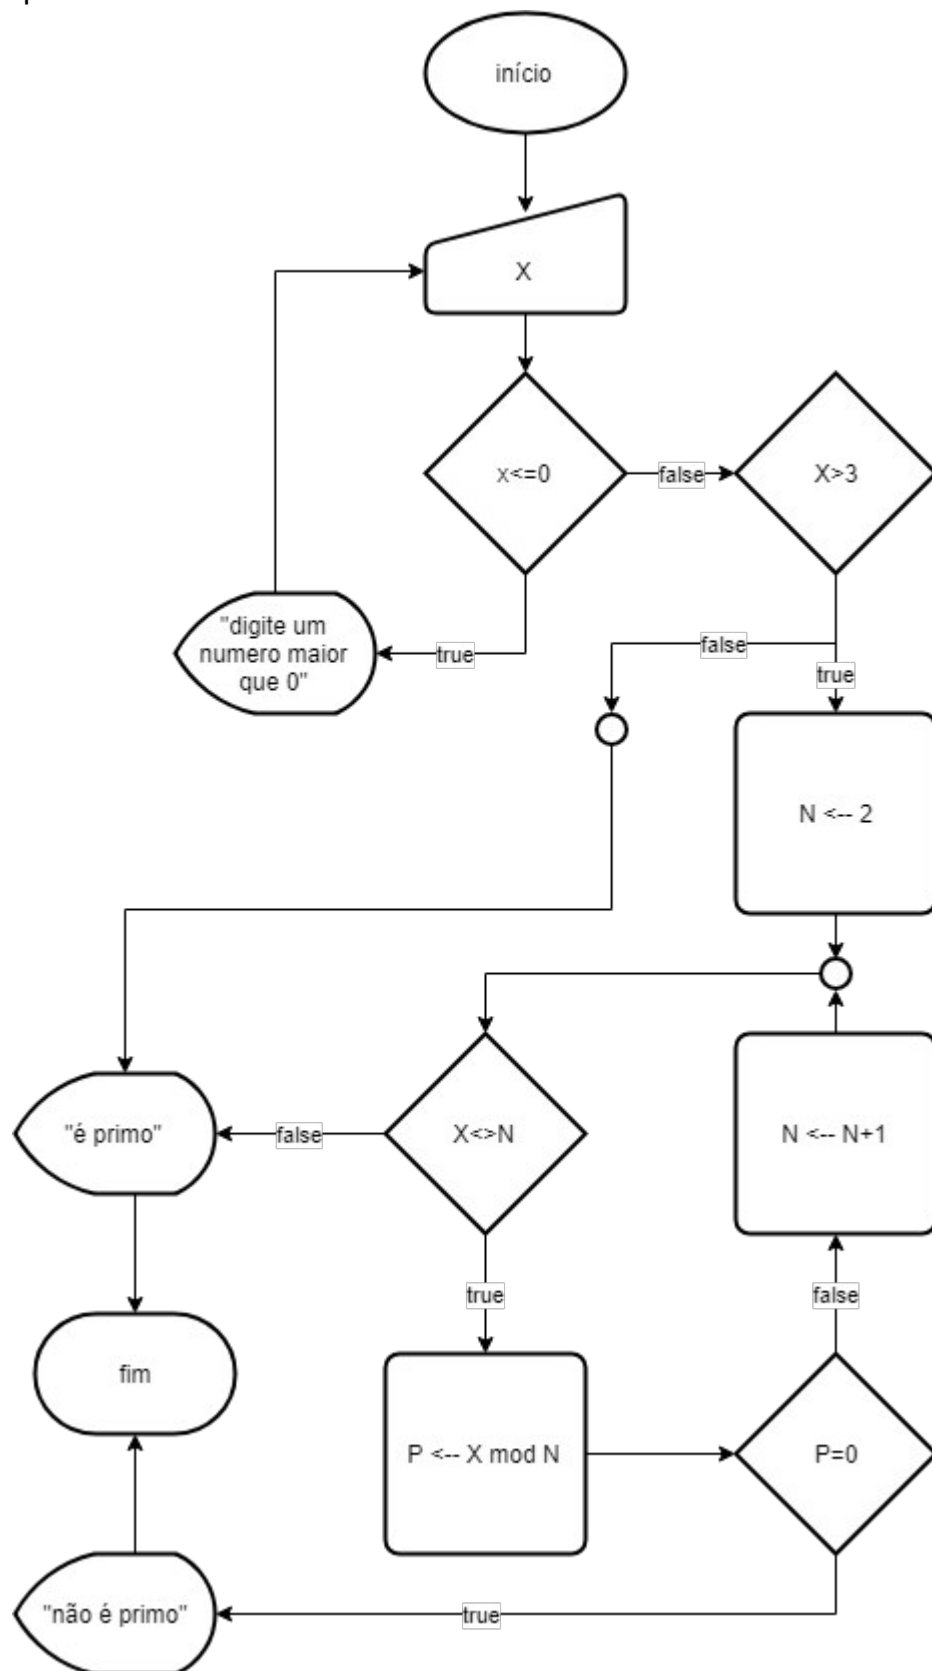 início
X
x<=0
false
X>3
"digite um
numero maior
que 0"
true
false
true
N <-- 2
"é primo"
false
X<>N
N <-- N+1
true
false
fim
P <-- X mod N
P=0
"não é primo"
true